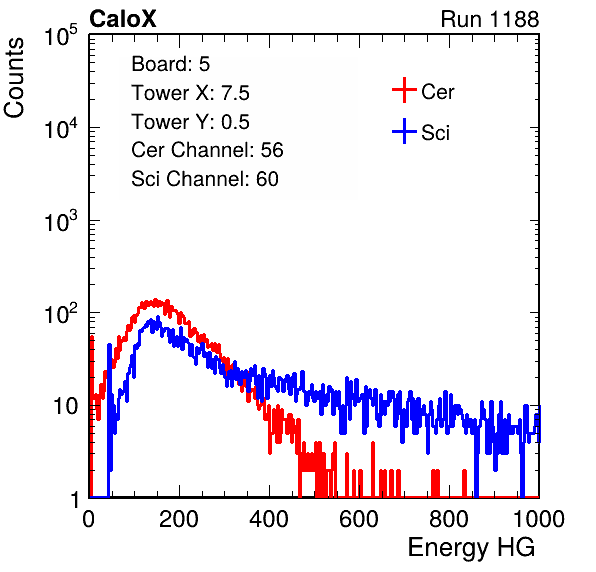 CaloX Run 1188
Counts
10^5
10^4
10^3
10^2
10
1
Board: 5
Tower X: 7.5
Tower Y: 0.5
Cer Channel: 56
Sci Channel: 60
Cer
Sci
0 200 400 600 800 1000
Energy HG